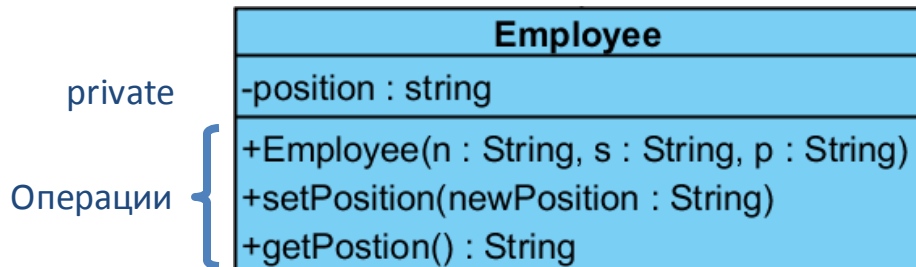 Employee
private
-position : string
+Employee(n : String, s : String, p : String)
Операции
+setPosition(newPosition : String)
+getPostion() : String